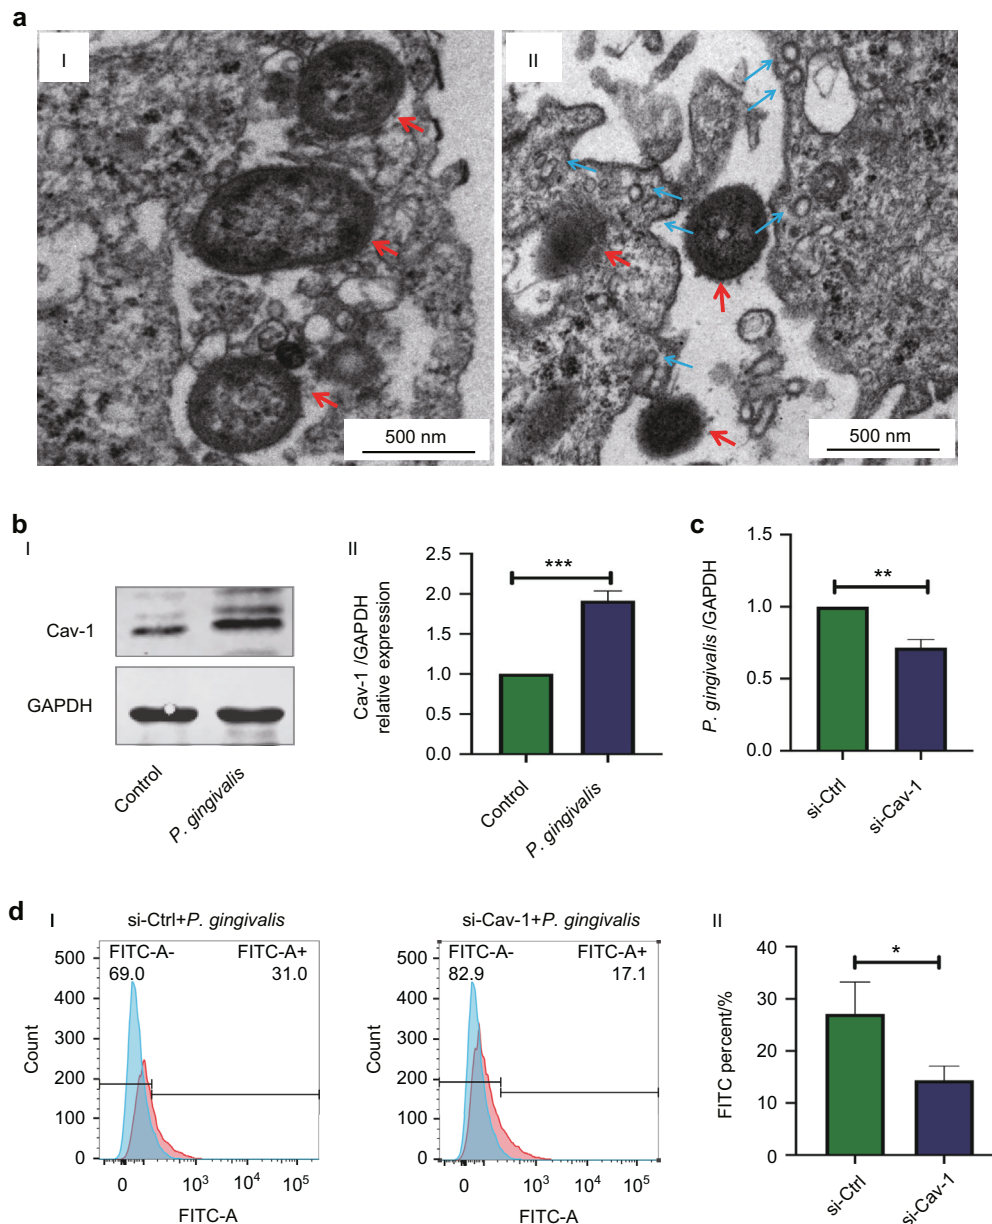 a
I
II
500 nm
500 nm
b
I
Cav-1
GAPDH
Control
P. gingivalis
II
Cav-1 /GAPDH
relative expression
2.5
2.0
1.5
1.0
0.5
0.0
***
Control
P. gingivalis
c
P. gingivalis /GAPDH
1.5
1.0
0.5
0.0
**
si-Ctrl
si-Cav-1
d
I
si-Ctrl+P. gingivalis
FITC-A- FITC-A+
69.0 31.0
Count
500
400
300
200
100
0
0 10³ 10⁴ 10⁵
FITC-A
si-Cav-1+P. gingivalis
FITC-A- FITC-A+
82.9 17.1
Count
500
400
300
200
100
0
0 10³ 10⁴ 10⁵
FITC-A
II
FITC percent/%
40
30
20
10
0
*
si-Ctrl
si-Cav-1